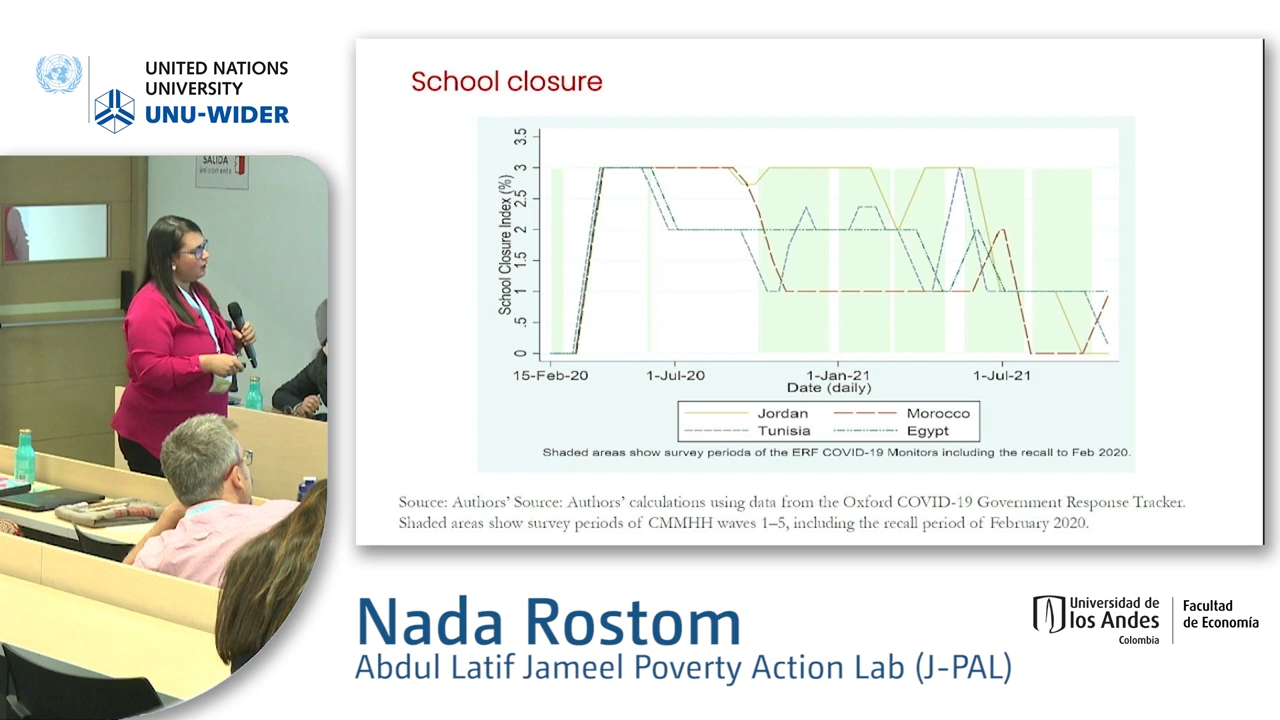 UNITED NATIONS
UNIVERSITY
UNU-WIDER
SALIDA
School closure
School Closure Index (%)
3.5
3
2.5
2
1.5
1
.5
0
15-Feb-20
1-Jul-20
1-Jan-21
1-Jul-21
Date (daily)
Jordan
Morocco
Tunisia
Egypt
Shaded areas show survey periods of the ERF COVID-19 Monitors including the recall to Feb 2020.
Source: Authors’ Source: Authors’ calculations using data from the Oxford COVID-19 Government Response Tracker.
Shaded areas show survey periods of CMMHH waves 1–5, including the recall period of February 2020.
Nada Rostom
Abdul Latif Jameel Poverty Action Lab (J-PAL)
Universidad de
los Andes
Colombia
Facultad
de Economía